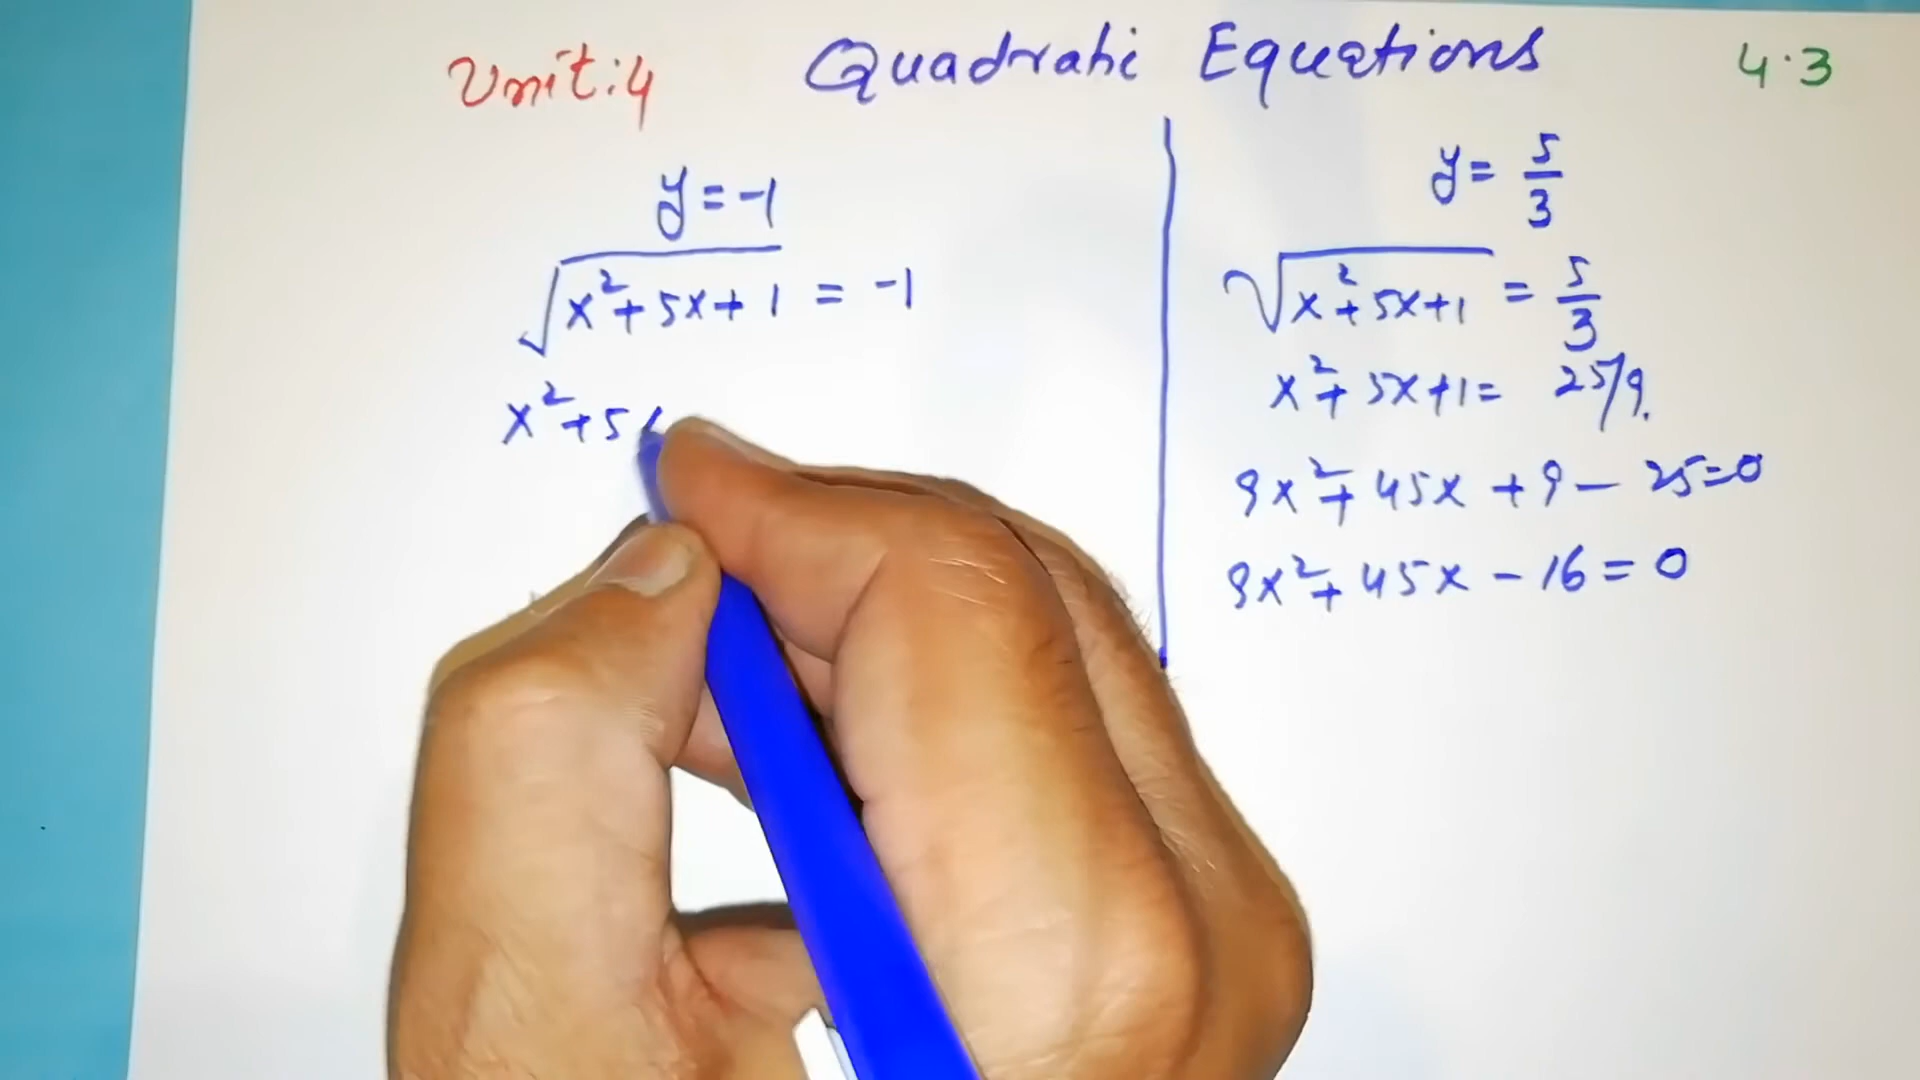 Unit:4 Quadratic Equations 4.3
y = -1
√(x²+5x+1) = -1
x²+5
y = 5/3
√(x²+5x+1) = 5/3
x²+5x+1 = 25/9.
9x²+45x+9-25=0
9x²+45x-16=0